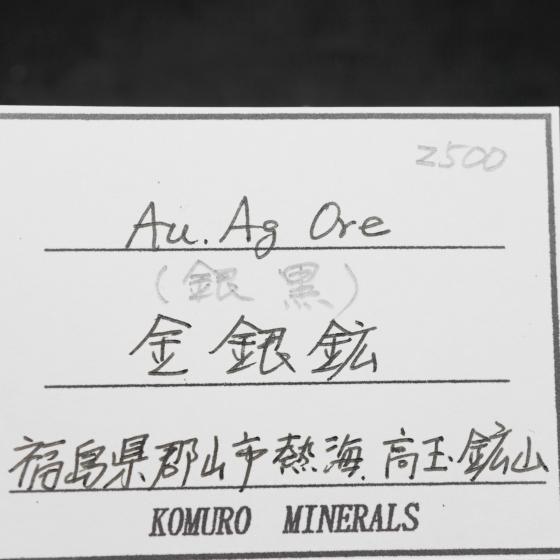 2500
Au. Ag Ore
(銀黒)
金銀鉱
福島県郡山市熱海 高玉鉱山
KOMURO MINERALS